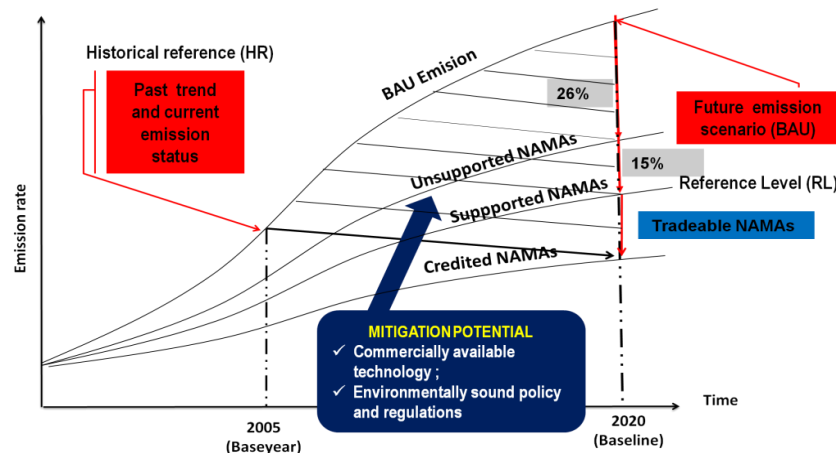 Historical reference (HR)
Past trend
and current
emission
status
BAU Emision
26%
Future emission
scenario (BAU)
Unsupported NAMAs
15%
Suppported NAMAs
Reference Level (RL)
Tradeable NAMAs
Credited NAMAs
Emission rate
MITIGATION POTENTIAL
✓ Commercially available
technology ;
✓ Environmentally sound policy
and regulations
Time
2005
(Baseyear)
2020
(Baseline)